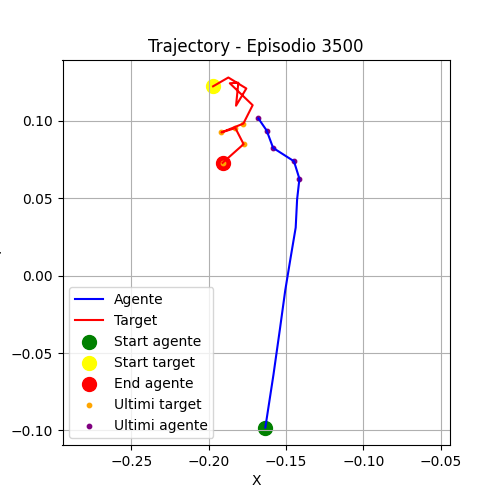 Trajectory - Episodio 3500
0.10
0.05
0.00
−0.05
−0.10
Agente
Target
Start agente
Start target
End agente
Ultimi target
Ultimi agente
−0.25
−0.20
−0.15
−0.10
−0.05
X